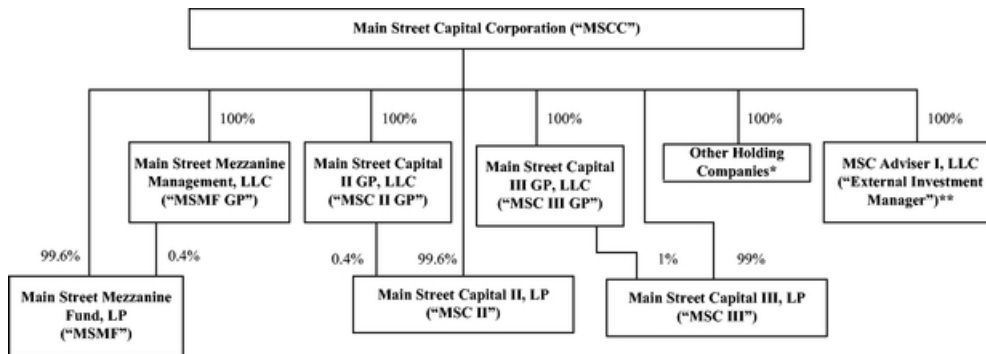 Main Street Capital Corporation (“MSCC”)
100%
100%
100%
100%
100%
Main Street Mezzanine
Management, LLC
(“MSMF GP”)
Main Street Capital
II GP, LLC
(“MSC II GP”)
Main Street Capital
III GP, LLC
(“MSC III GP”)
Other Holding
Companies*
MSC Adviser I, LLC
(“External Investment
Manager”)**
99.6%
0.4%
0.4%
99.6%
1%
99%
Main Street Mezzanine
Fund, LP
(“MSMF”)
Main Street Capital II, LP
(“MSC II”)
Main Street Capital III, LP
(“MSC III”)